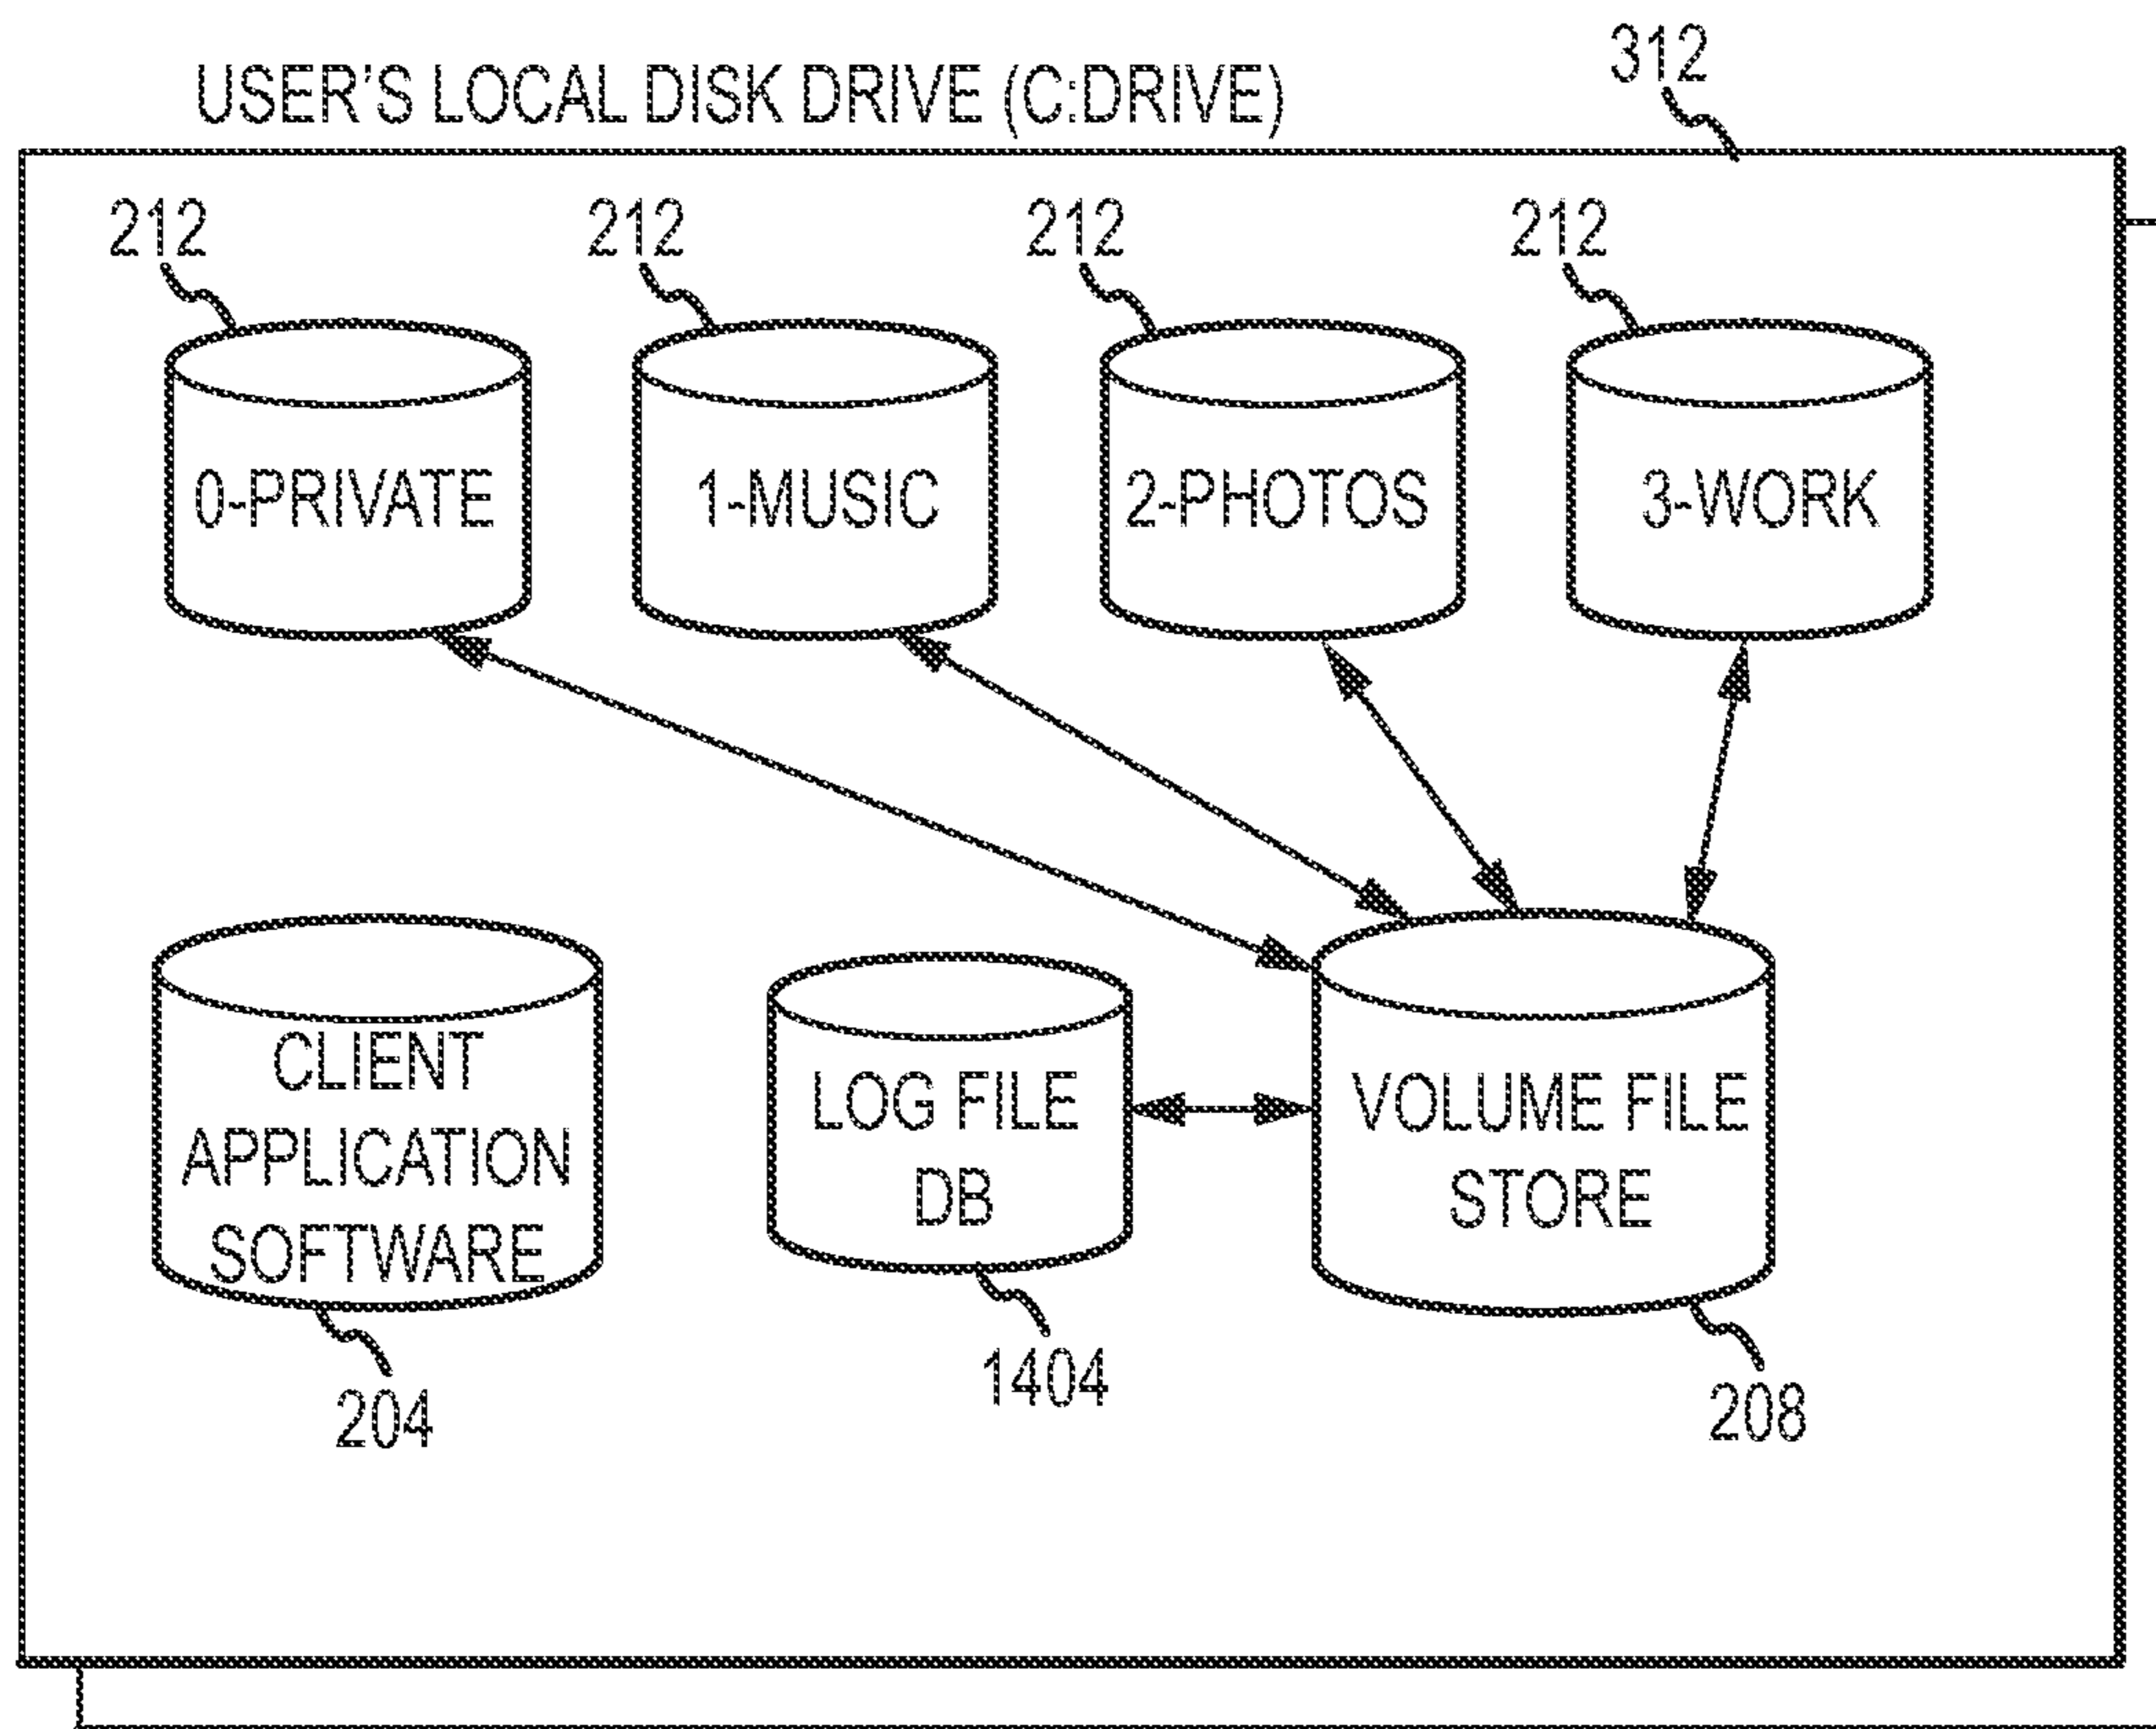 312
USER'S LOCAL DISK DRIVE (C:DRIVE)
212 212 212 212
0-PRIVATE 1-MUSIC 2-PHOTOS 3-WORK
CLIENT
APPLICATION
SOFTWARE
LOG FILE
DB
VOLUME FILE
STORE
204
1404
208